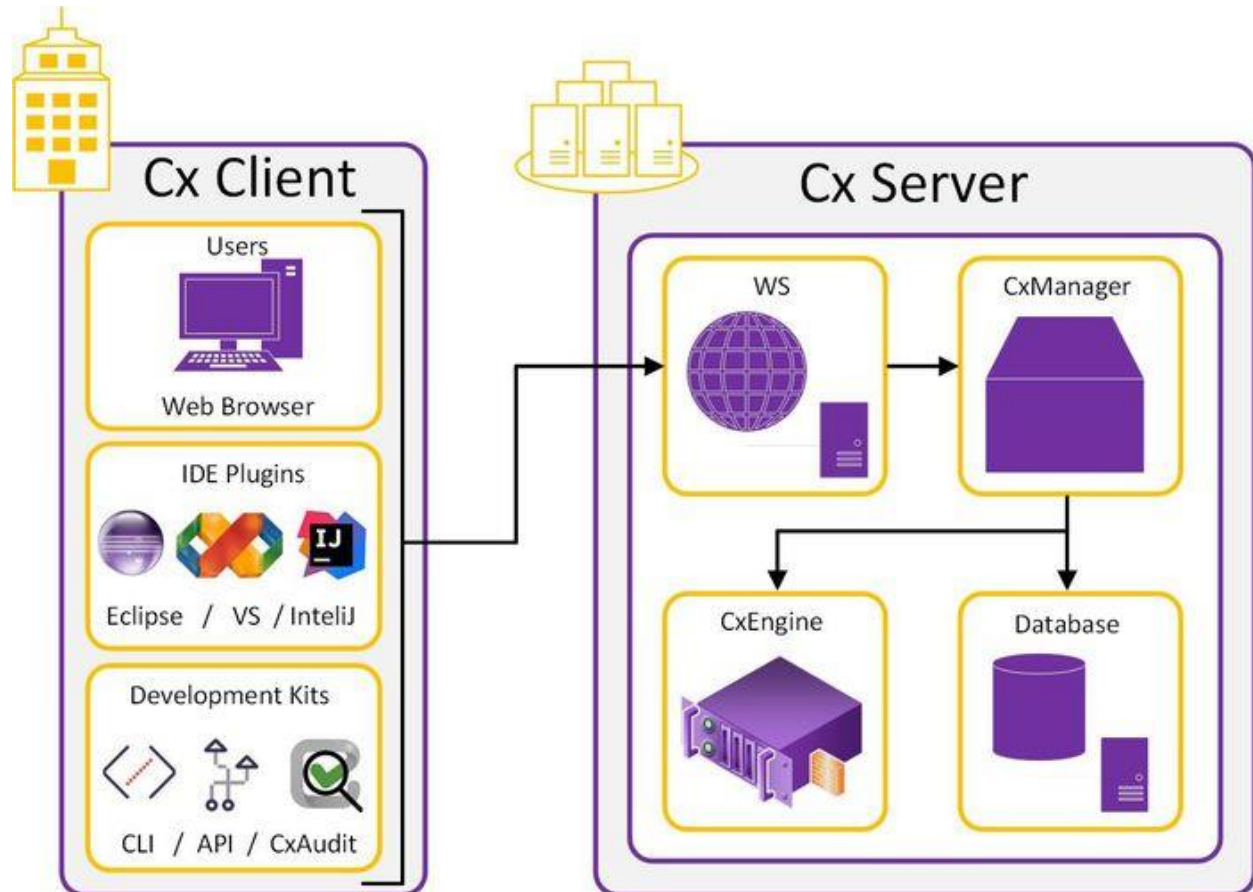 Cx Client
Users
Web Browser
IDE Plugins
IJ
Eclipse / VS / InteliJ
Development Kits
CLI / API / CxAudit
Cx Server
WS
CxManager
CxEngine
Database